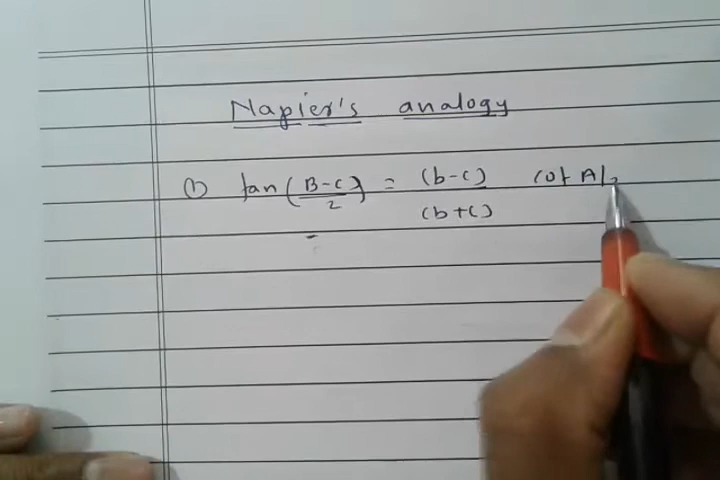 Napier's analogy
(1) tan (B-C/2) = (b-c)/(b+c) cot A/2